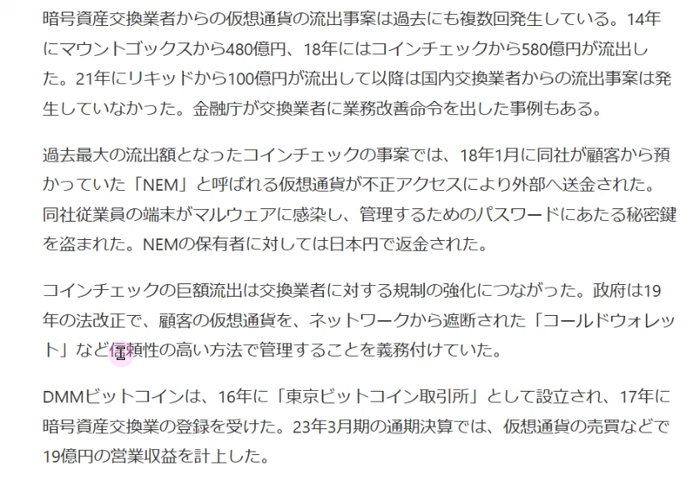 暗号資産交換業者からの仮想通貨の流出事案は過去にも複数回発生している。14年
にマウントゴックスから480億円、18年にはコインチェックから580億円が流出し
た。21年にリキッドから100億円が流出して以降は国内交換業者からの流出事案は発
生していなかった。金融庁が交換業者に業務改善命令を出した事例もある。
過去最大の流出額となったコインチェックの事案では、18年1月に同社が顧客から預
かっていた「NEM」と呼ばれる仮想通貨が不正アクセスにより外部へ送金された。
同社従業員の端末がマルウェアに感染し、管理するためのパスワードにあたる秘密鍵
を盗まれた。NEMの保有者に対しては日本円で返金された。
コインチェックの巨額流出は交換業者に対する規制の強化につながった。政府は19
年の法改正で、顧客の仮想通貨を、ネットワークから遮断された「コールドウォレッ
ト」など信頼性の高い方法で管理することを義務付けていた。
DMMビットコインは、16年に「東京ビットコイン取引所」として設立され、17年に
暗号資産交換業の登録を受けた。23年3月期の通期決算では、仮想通貨の売買などで
19億円の営業収益を計上した。